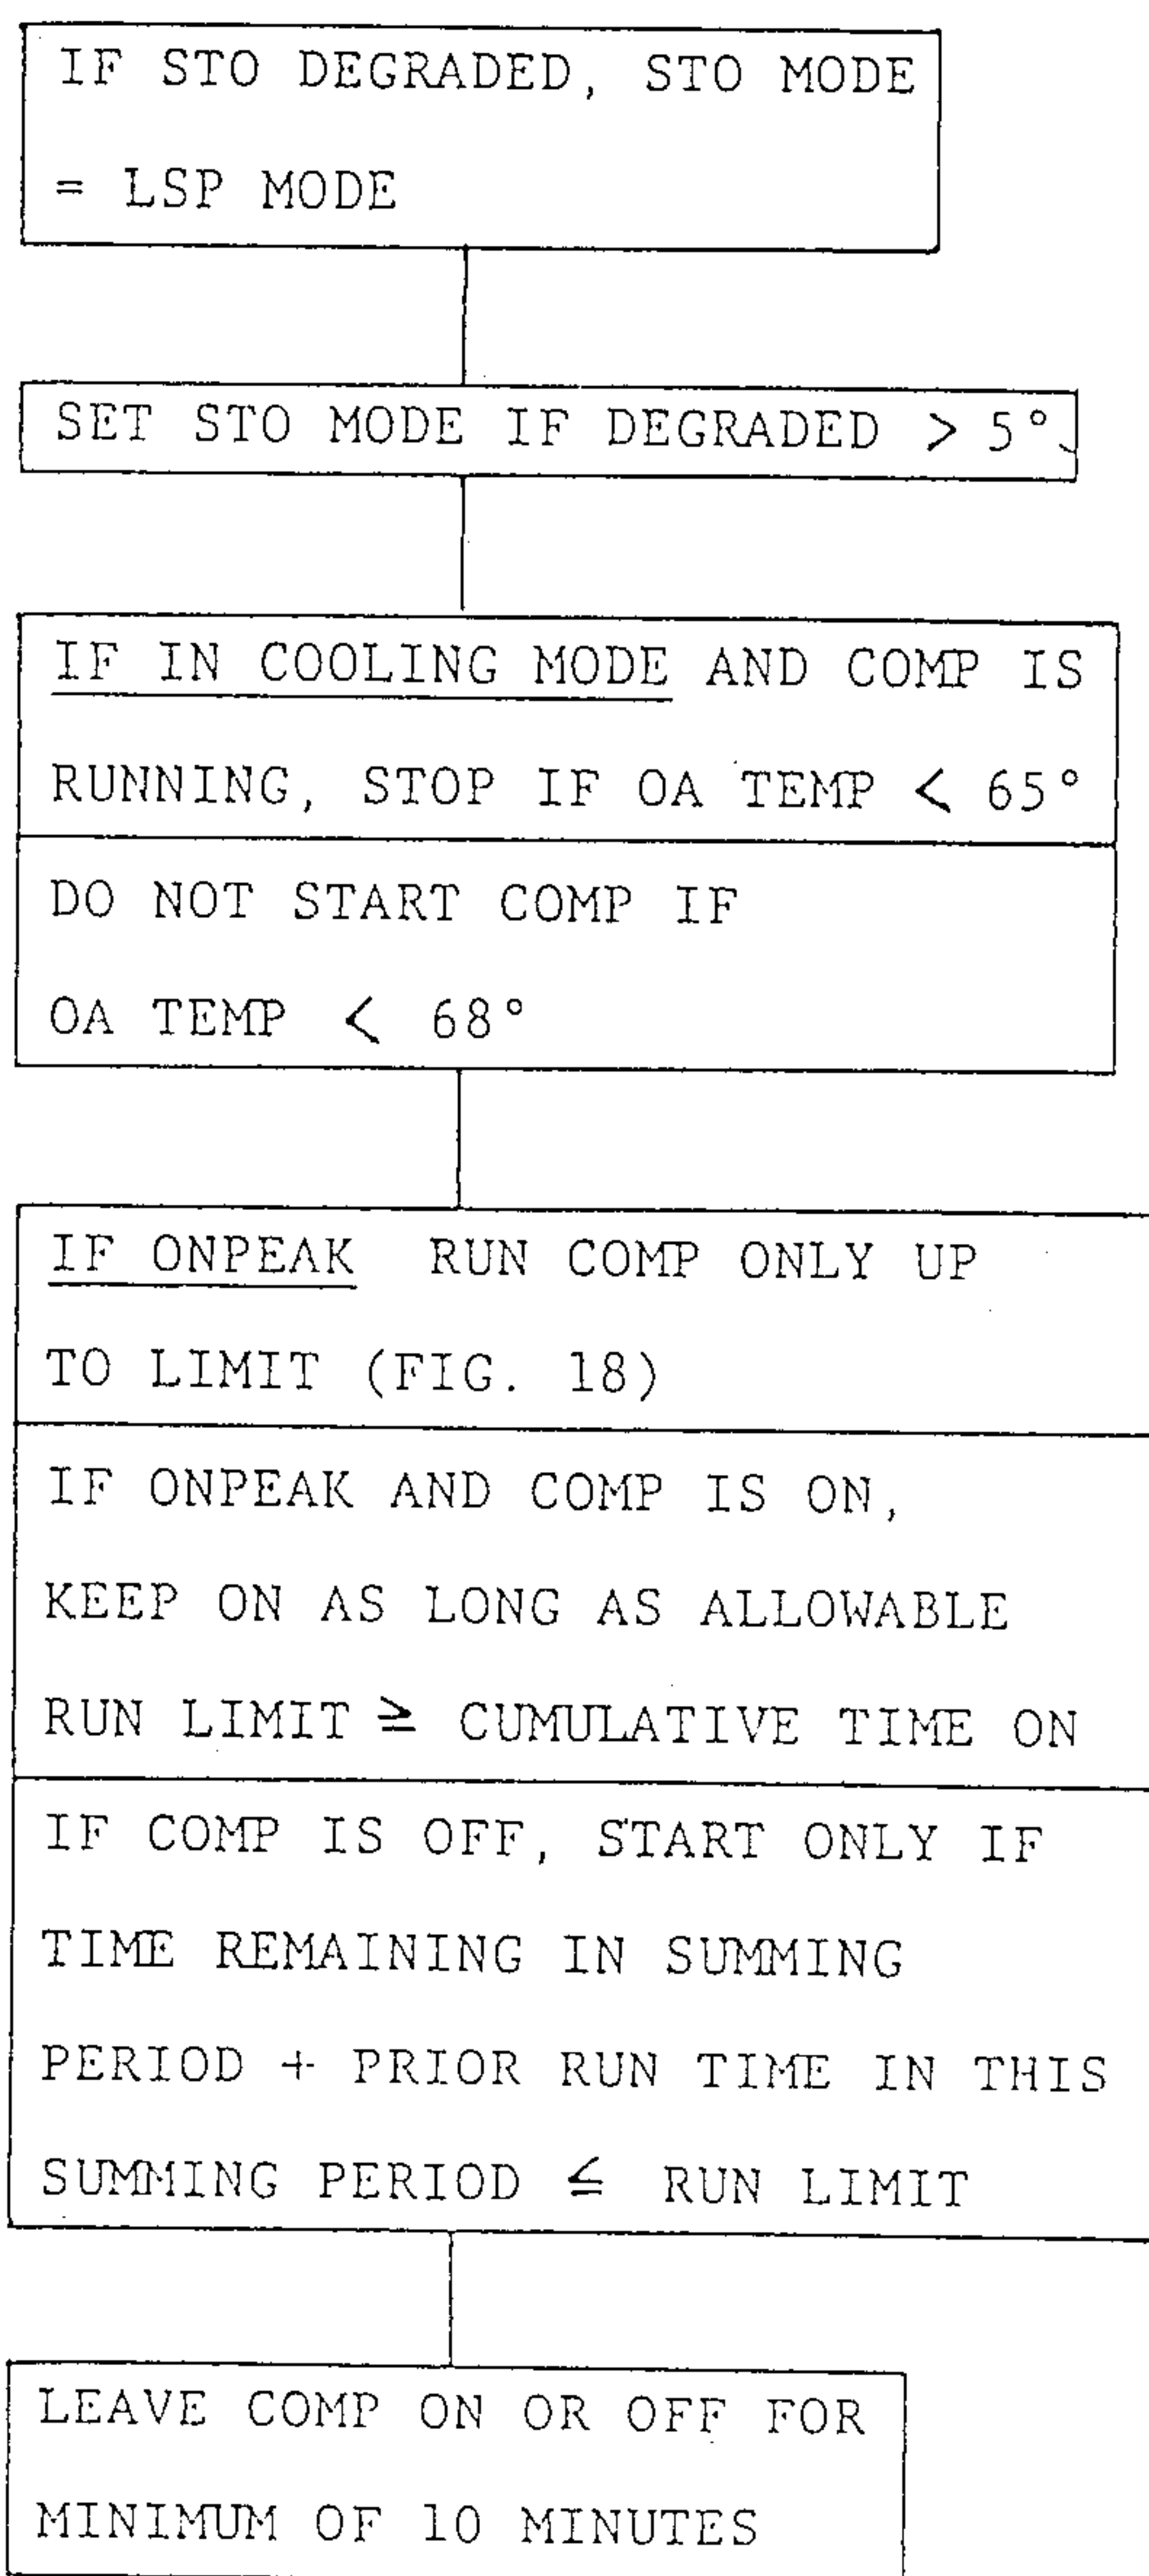 IF STO DEGRADED, STO MODE
= LSP MODE
SET STO MODE IF DEGRADED > 5°
IF IN COOLING MODE AND COMP IS
RUNNING, STOP IF OA TEMP < 65°
DO NOT START COMP IF
OA TEMP < 68°
IF ONPEAK RUN COMP ONLY UP
TO LIMIT (FIG. 18)
IF ONPEAK AND COMP IS ON,
KEEP ON AS LONG AS ALLOWABLE
RUN LIMIT ≥ CUMULATIVE TIME ON
IF COMP IS OFF, START ONLY IF
TIME REMAINING IN SUMMING
PERIOD + PRIOR RUN TIME IN THIS
SUMMING PERIOD ≤ RUN LIMIT
LEAVE COMP ON OR OFF FOR
MINIMUM OF 10 MINUTES